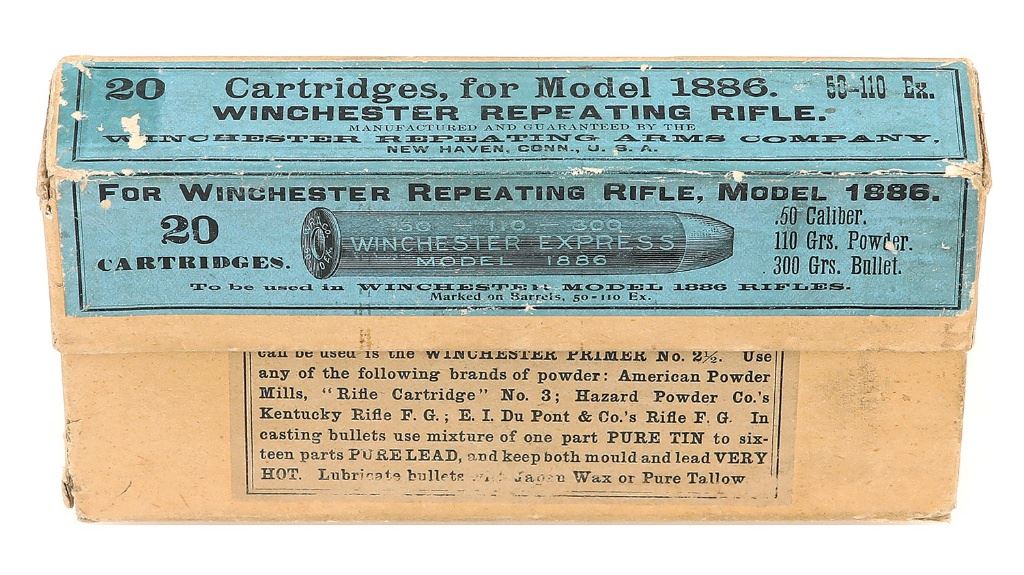 20 Cartridges, for Model 1886. 50-110 Ex.
WINCHESTER REPEATING RIFLE.
MANUFACTURED AND GUARANTEED BY THE
WINCHESTER REPEATING ARMS COMPANY,
NEW HAVEN, CONN., U. S. A.
FOR WINCHESTER REPEATING RIFLE, MODEL 1886.
20
CARTRIDGES.
W.R.A.CO.
50 — 110 — 300
WINCHESTER EXPRESS
MODEL 1886
.50 Caliber.
110 Grs. Powder.
300 Grs. Bullet.
To be used in WINCHESTER MODEL 1886 RIFLES.
Marked on Barrels, 50-110 Ex.
can be used is the WINCHESTER PRIMER No. 2½. Use
any of the following brands of powder: American Powder
Mills, "Rifle Cartridge" No. 3; Hazard Powder Co.'s
Kentucky Rifle F. G.; E. I. Du Pont & Co.'s Rifle F. G. In
casting bullets use mixture of one part PURE TIN to six-
teen parts PURE LEAD, and keep both mould and lead VERY
HOT. Lubricate bullets with Japan Wax or Pure Tallow